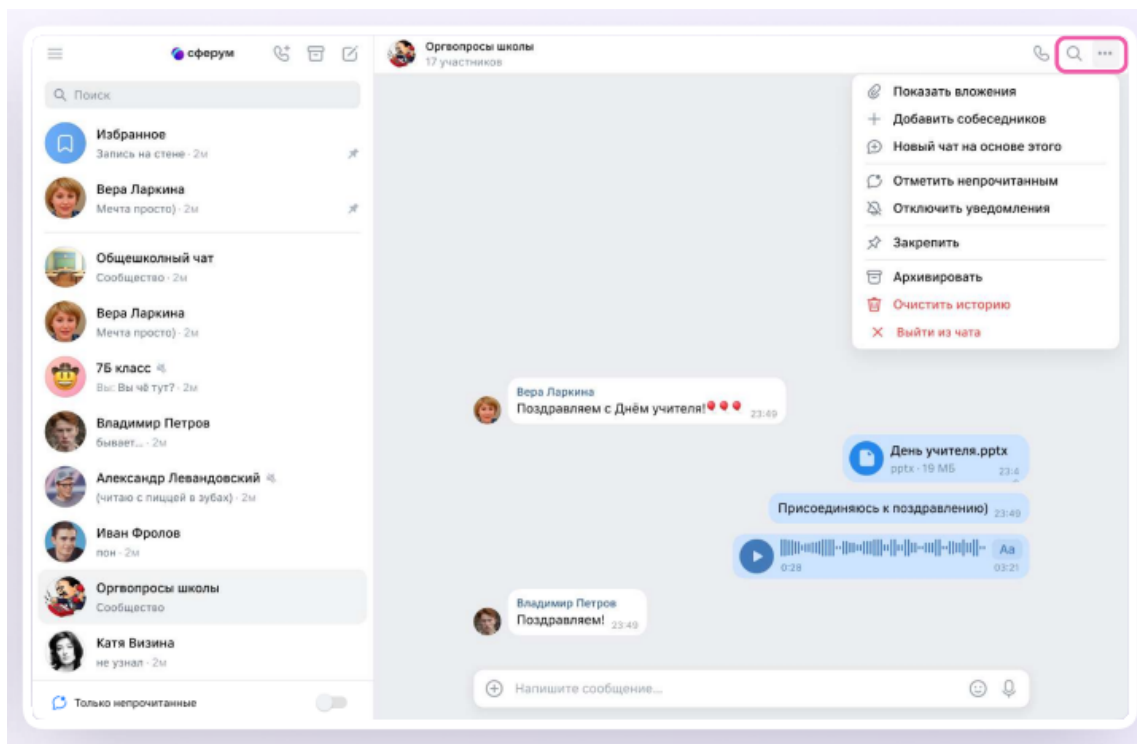 сферум
Поиск
Избранное
Запись на стене · 2м
Вера Ларкина
Мечта просто) · 2м
Общешкольный чат
Сообщество · 2м
Вера Ларкина
Мечта просто) · 2м
7Б класс
Вы: Вы чё тут? · 2м
Владимир Петров
бывает... · 2м
Александр Левандовский
(читаю с пиццей в зубах) · 2м
Иван Фролов
пон · 2м
Оргвопросы школы
Сообщество
Катя Визина
не узнал · 2м
Только непрочитанные
Оргвопросы школы
17 участников
Показать вложения
Добавить собеседников
Новый чат на основе этого
Отметить непрочитанным
Отключить уведомления
Закрепить
Архивировать
Очистить историю
Выйти из чата
Вера Ларкина
Поздравляем с Днём учителя!🎈🎈🎈 23:49
День учителя.pptx
pptx · 19 МБ 23:4
Присоединяюсь к поздравлению) 23:49
Aa
0:28 03:21
Владимир Петров
Поздравляем! 23:49
Напишите сообщение...